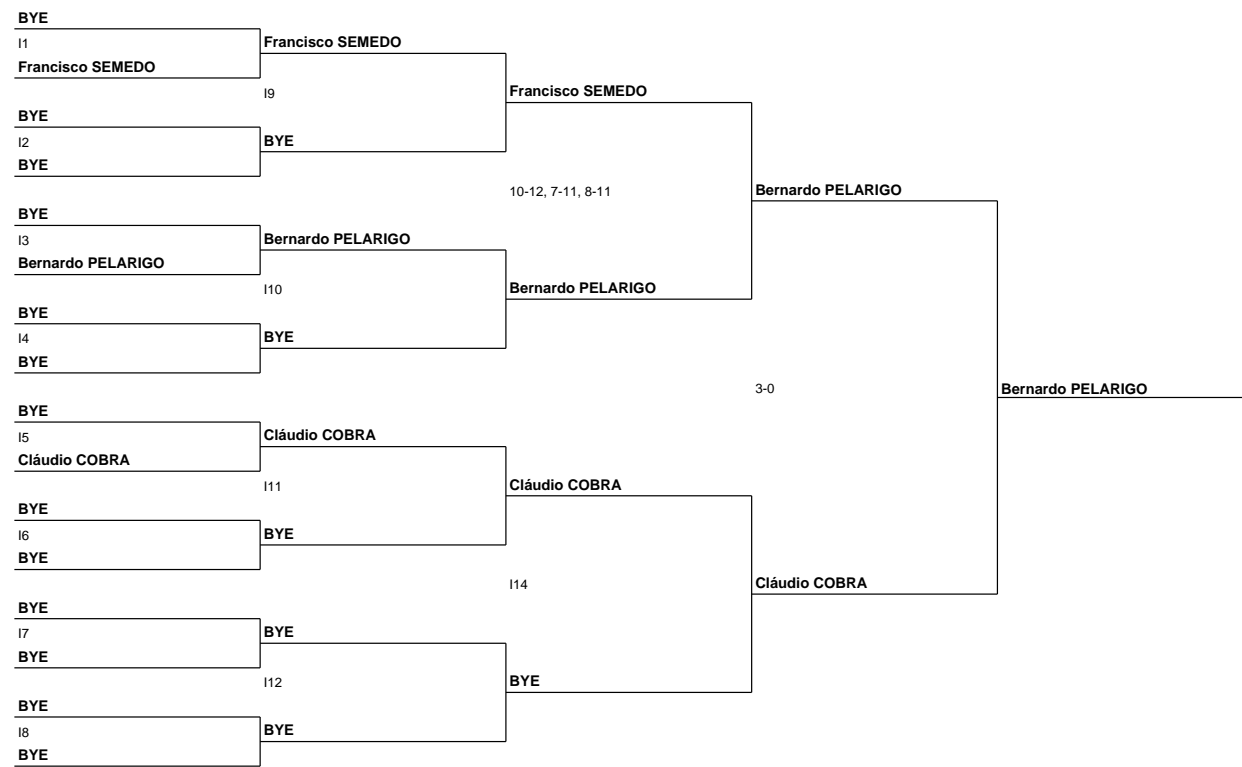 BYE
I1
Francisco SEMEDO
Francisco SEMEDO
I9
Francisco SEMEDO
BYE
I2
BYE
BYE
10-12, 7-11, 8-11
Bernardo PELARIGO
BYE
I3
Bernardo PELARIGO
Bernardo PELARIGO
I10
Bernardo PELARIGO
BYE
I4
BYE
BYE
3-0
Bernardo PELARIGO
BYE
I5
Cláudio COBRA
Cláudio COBRA
I11
Cláudio COBRA
BYE
I6
BYE
BYE
I14
Cláudio COBRA
BYE
I7
BYE
BYE
I12
BYE
BYE
I8
BYE
BYE